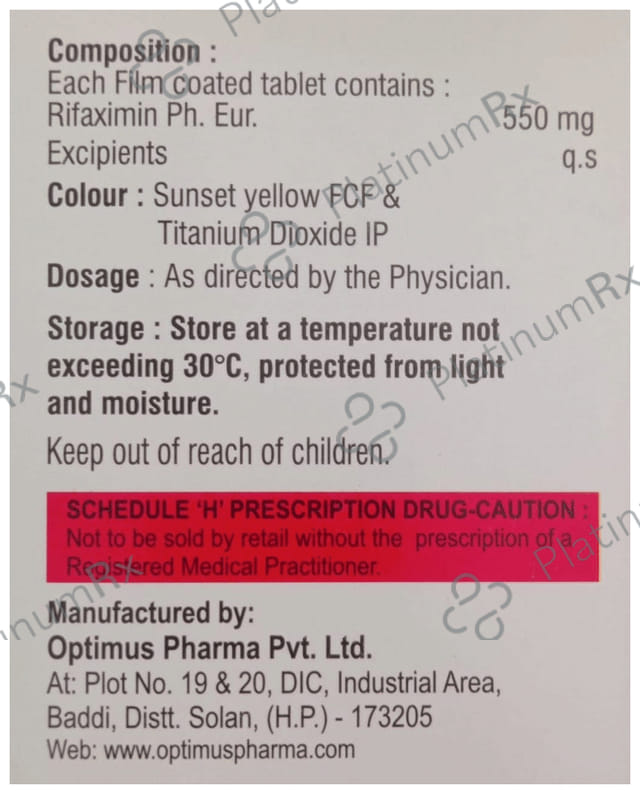 Composition :
Each Film coated tablet contains :
Rifaximin Ph. Eur. 550 mg
Excipients q.s
Colour : Sunset yellow FCF &
Titanium Dioxide IP
Dosage : As directed by the Physician.
Storage : Store at a temperature not
exceeding 30°C, protected from light
and moisture.
Keep out of reach of children.
SCHEDULE 'H' PRESCRIPTION DRUG-CAUTION :
Not to be sold by retail without the prescription of a
Registered Medical Practitioner.
Manufactured by:
Optimus Pharma Pvt. Ltd.
At: Plot No. 19 & 20, DIC, Industrial Area,
Baddi, Distt. Solan, (H.P.) - 173205
Web: www.optimuspharma.com
PlatinumRx
PlatinumRx